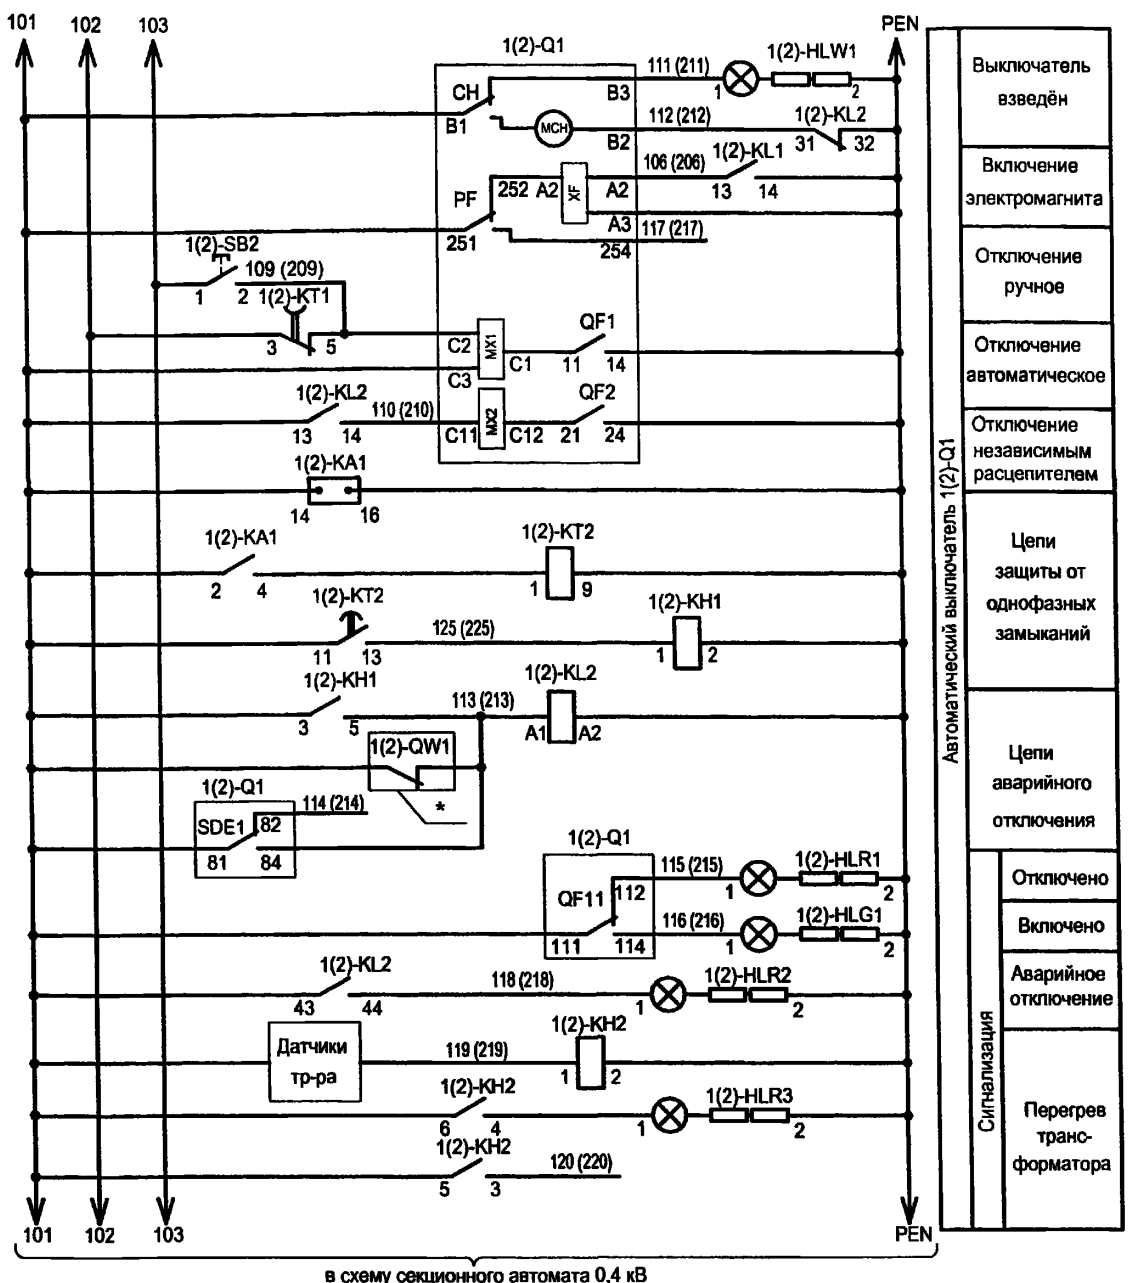 101 102 103 PEN
1(2)-Q1
111 (211) 1(2)-HLW1
1 2
CH B3
B1 МСН B2
112 (212) 1(2)-KL2
31 32
106 (206) 1(2)-KL1
13 14
252 A2 XF A2
PF
A3
251 254
117 (217)
1(2)-SB2
109 (209)
1 2
1(2)-KT1
3 5
C2 MX1 QF1
C3 C1 11 14
1(2)-KL2
110 (210)
13 14
C11 MX2 C12 QF2
21 24
1(2)-KA1
14 16
1(2)-KA1
2 4
1(2)-KT2
1 9
1(2)-KT2
11 13
125 (225)
1(2)-KH1
1 2
1(2)-KH1
3 5
113 (213)
1(2)-KL2
A1 A2
1(2)-QW1
*
1(2)-Q1
114 (214)
SDE1 82
81 84
1(2)-Q1
115 (215) 1(2)-HLR1
112 1 2
QF11
116 (216) 1(2)-HLG1
111 114 1 2
1(2)-KL2
43 44
118 (218)
1(2)-HLR2
1 2
Датчики
тр-ра
119 (219)
1(2)-KH2
1 2
1(2)-KH2
6 4
1(2)-HLR3
1 2
1(2)-KH2
5 3
120 (220)
101 102 103 PEN
в схему секционного автомата 0,4 кВ
Автоматический выключатель 1(2)-Q1
Выключатель
взведён
Включение
электромагнита
Отключение
ручное
Отключение
автоматическое
Отключение
независимым
расцепителем
Цепи
защиты от
однофазных
замыканий
Цепи
аварийного
отключения
Сигнализация
Отключено
Включено
Аварийное
отключение
Перегрев
транс-
форматора